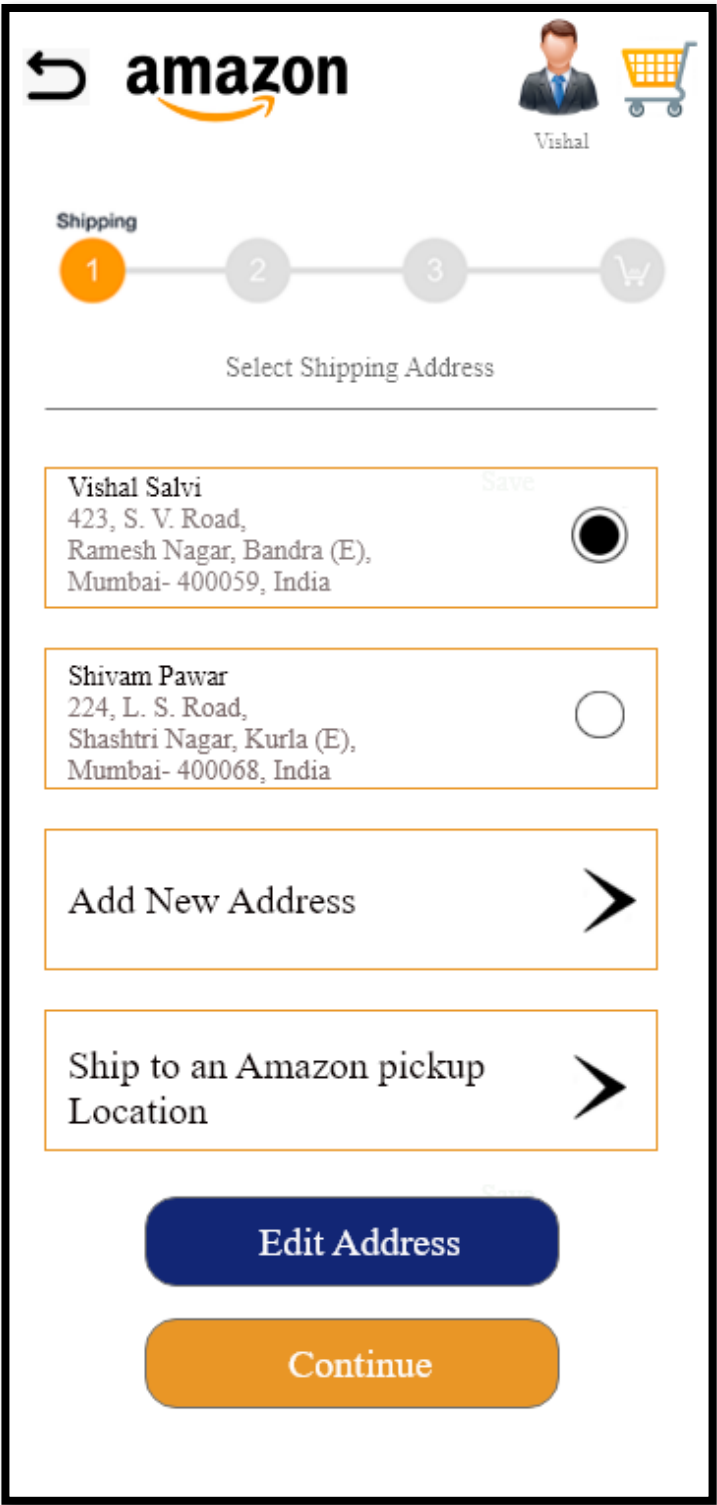 amazon
Vishal
Shipping
1
2
3
Select Shipping Address
Save
Vishal Salvi
423, S. V. Road,
Ramesh Nagar, Bandra (E),
Mumbai- 400059, India
Shivam Pawar
224, L. S. Road,
Shashtri Nagar, Kurla (E),
Mumbai- 400068, India
Add New Address
Ship to an Amazon pickup
Location
Save
Edit Address
Continue